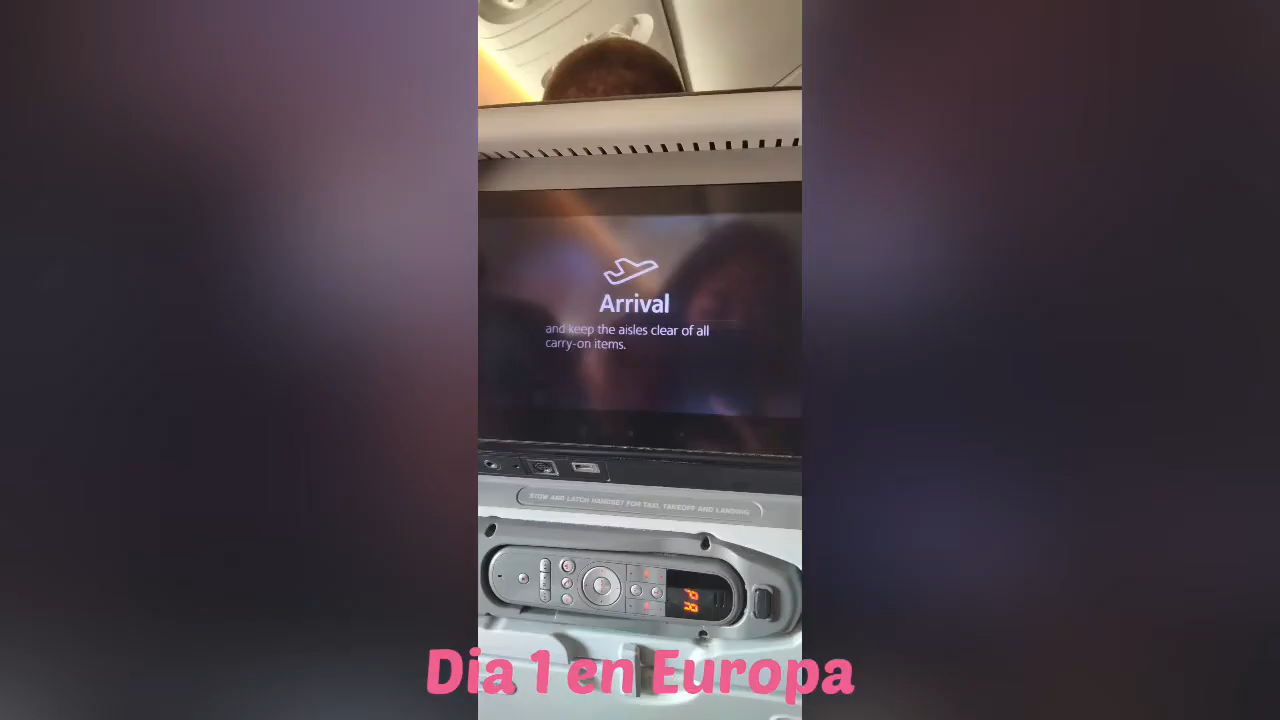 Arrival
and keep the aisles clear of all
carry-on items.
STOW AND LATCH HANDSET FOR TAXI, TAKEOFF AND LANDING
Dia 1 en Europa